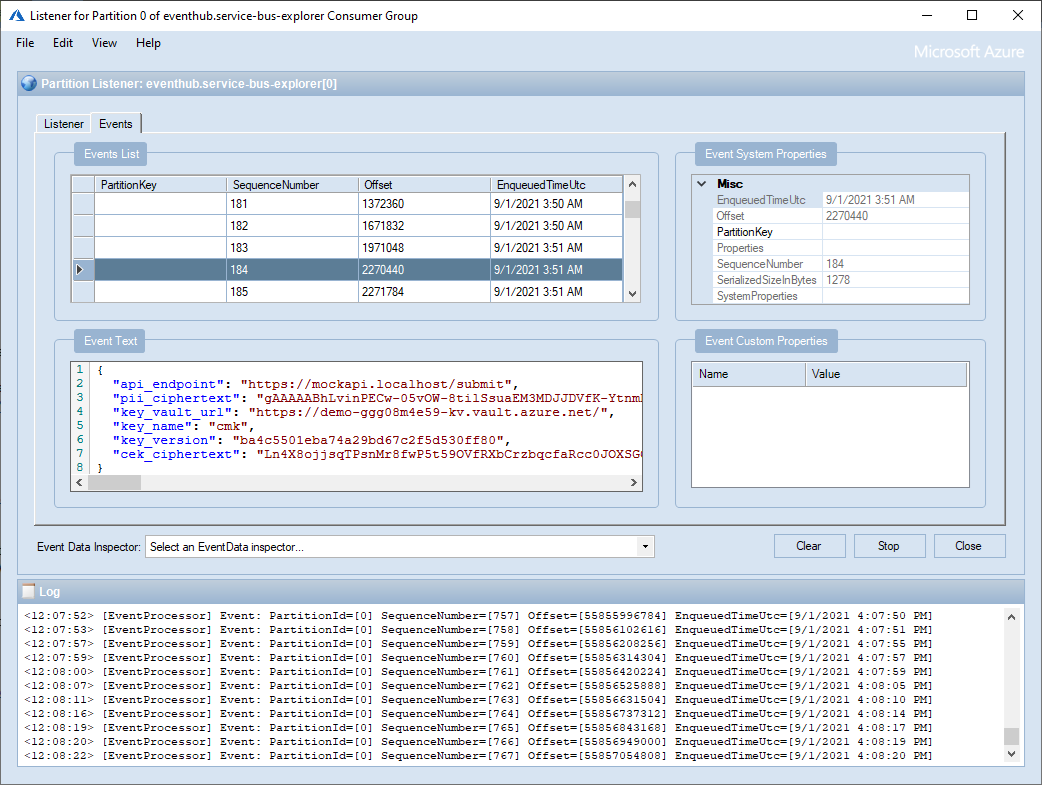 Listener for Partition 0 of eventhub.service-bus-explorer Consumer Group
File Edit View Help
Microsoft Azure
Partition Listener: eventhub.service-bus-explorer[0]
Listener Events
Events List
PartitionKey SequenceNumber Offset EnqueuedTimeUtc
181 1372360 9/1/2021 3:50 AM
182 1671832 9/1/2021 3:50 AM
183 1971048 9/1/2021 3:51 AM
184 2270440 9/1/2021 3:51 AM
185 2271784 9/1/2021 3:51 AM
Event System Properties
Misc
EnqueuedTimeUtc 9/1/2021 3:51 AM
Offset 2270440
PartitionKey
Properties
SequenceNumber 184
SerializedSizeInBytes 1278
SystemProperties
Event Text
1 {
2 "api_endpoint": "https://mockapi.localhost/submit",
3 "pii_ciphertext": "gAAAAABhLvinPECw-05vOW-8tilSsuaEM3MDJJDVfK-Ytnm
4 "key_vault_url": "https://demo-ggg08m4e59-kv.vault.azure.net/",
5 "key_name": "cmk",
6 "key_version": "ba4c5501eba74a29bd67c2f5d530ff80",
7 "cek_ciphertext": "Ln4X8ojjsqTPsnMr8fwP5t59OVfRXbCrzbqcfaRcc0JOXSG
8 }
Event Custom Properties
Name Value
Event Data Inspector: Select an EventData inspector...
Clear Stop Close
Log
<12:07:52> [EventProcessor] Event: PartitionId=[0] SequenceNumber=[757] Offset=[55855996784] EnqueuedTimeUtc=[9/1/2021 4:07:50 PM]
<12:07:53> [EventProcessor] Event: PartitionId=[0] SequenceNumber=[758] Offset=[55856102616] EnqueuedTimeUtc=[9/1/2021 4:07:51 PM]
<12:07:57> [EventProcessor] Event: PartitionId=[0] SequenceNumber=[759] Offset=[55856208256] EnqueuedTimeUtc=[9/1/2021 4:07:55 PM]
<12:07:59> [EventProcessor] Event: PartitionId=[0] SequenceNumber=[760] Offset=[55856314304] EnqueuedTimeUtc=[9/1/2021 4:07:57 PM]
<12:08:00> [EventProcessor] Event: PartitionId=[0] SequenceNumber=[761] Offset=[55856420224] EnqueuedTimeUtc=[9/1/2021 4:07:59 PM]
<12:08:07> [EventProcessor] Event: PartitionId=[0] SequenceNumber=[762] Offset=[55856525888] EnqueuedTimeUtc=[9/1/2021 4:08:05 PM]
<12:08:11> [EventProcessor] Event: PartitionId=[0] SequenceNumber=[763] Offset=[55856631504] EnqueuedTimeUtc=[9/1/2021 4:08:10 PM]
<12:08:16> [EventProcessor] Event: PartitionId=[0] SequenceNumber=[764] Offset=[55856737312] EnqueuedTimeUtc=[9/1/2021 4:08:14 PM]
<12:08:19> [EventProcessor] Event: PartitionId=[0] SequenceNumber=[765] Offset=[55856843168] EnqueuedTimeUtc=[9/1/2021 4:08:17 PM]
<12:08:20> [EventProcessor] Event: PartitionId=[0] SequenceNumber=[766] Offset=[55856949000] EnqueuedTimeUtc=[9/1/2021 4:08:19 PM]
<12:08:22> [EventProcessor] Event: PartitionId=[0] SequenceNumber=[767] Offset=[55857054808] EnqueuedTimeUtc=[9/1/2021 4:08:20 PM]